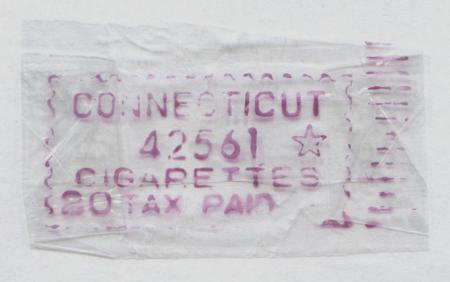 CONNECTICUT
42561 ☆
CIGARETTES
20 TAX PAID